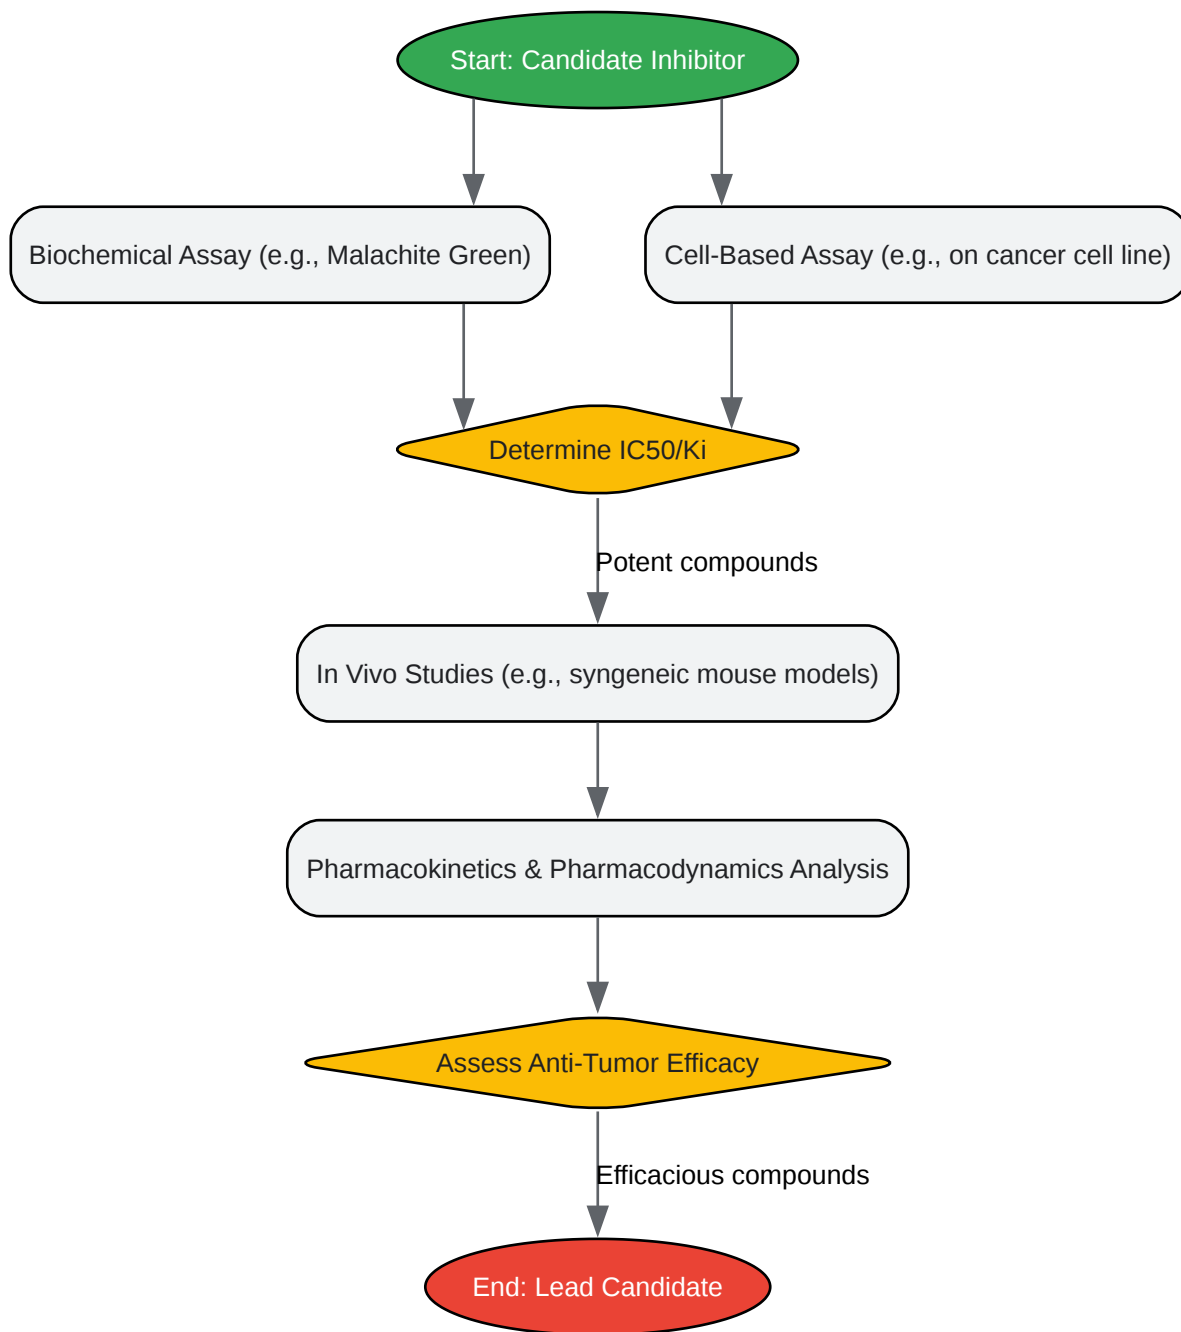 Start: Candidate Inhibitor
Biochemical Assay (e.g., Malachite Green)
Cell-Based Assay (e.g., on cancer cell line)
Determine IC50/Ki
Potent compounds
In Vivo Studies (e.g., syngeneic mouse models)
Pharmacokinetics & Pharmacodynamics Analysis
Assess Anti-Tumor Efficacy
Efficacious compounds
End: Lead Candidate